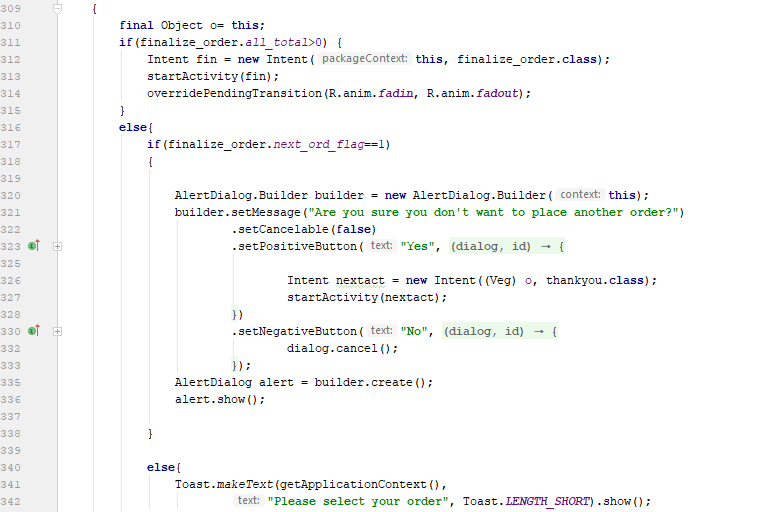 309 {
310 final Object o= this;
311 if(finalize_order.all_total>0) {
312 Intent fin = new Intent( packageContext: this, finalize_order.class);
313 startActivity(fin);
314 overridePendingTransition(R.anim.fadin, R.anim.fadout);
315 }
316 else{
317 if(finalize_order.next_ord_flag==1)
318 {
319
320 AlertDialog.Builder builder = new AlertDialog.Builder( context: this);
321 builder.setMessage("Are you sure you don't want to place another order?")
322 .setCancelable(false)
323 .setPositiveButton( text: "Yes", (dialog, id) → {
325
326 Intent nextact = new Intent((Veg) o, thankyou.class);
327 startActivity(nextact);
328 })
330 .setNegativeButton( text: "No", (dialog, id) → {
332 dialog.cancel();
333 });
335 AlertDialog alert = builder.create();
336 alert.show();
337
338 }
339
340 else{
341 Toast.makeText(getApplicationContext(),
342 text: "Please select your order", Toast.LENGTH_SHORT).show();